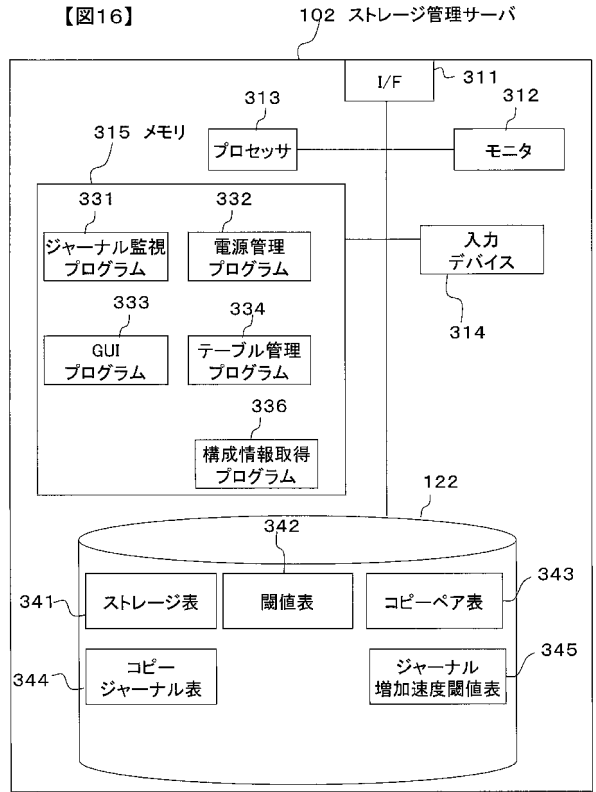 【図16】
102 ストレージ管理サーバ
I/F
311
313
プロセッサ
312
モニタ
315 メモリ
331
ジャーナル監視
プログラム
332
電源管理
プログラム
入力
デバイス
314
333
GUI
プログラム
334
テーブル管理
プログラム
336
構成情報取得
プログラム
122
342
341
ストレージ表
閾値表
コピーペア表
343
344
コピー
ジャーナル表
ジャーナル
増加速度閾値表
345